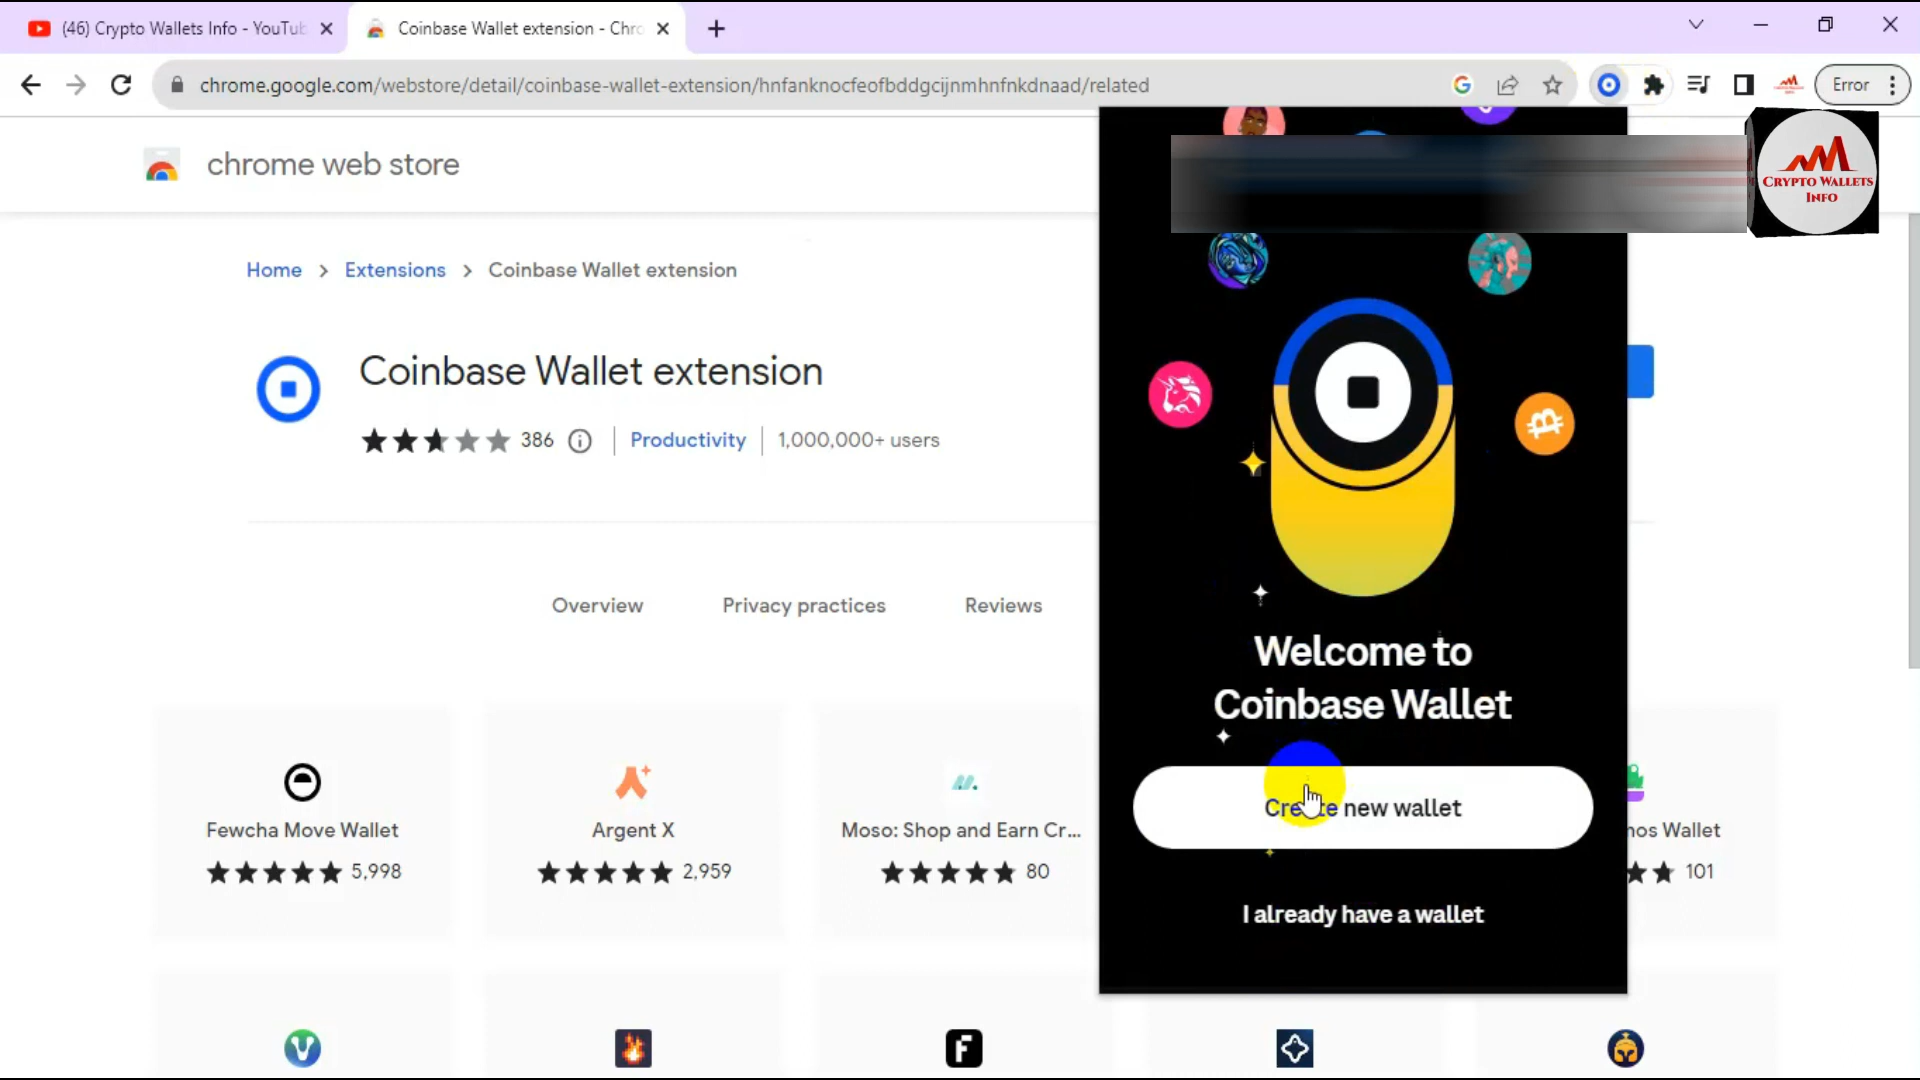 (46) Crypto Wallets Info - YouTub
Coinbase Wallet extension - Chro
chrome.google.com/webstore/detail/coinbase-wallet-extension/hnfanknocfeofbddgcijnmhnfnkdnaad/related
Error
chrome web store
CRYPTO WALLETS
INFO
Home > Extensions > Coinbase Wallet extension
Coinbase Wallet extension
386 Productivity 1,000,000+ users
Overview Privacy practices Reviews
Welcome to
Coinbase Wallet
Create new wallet
I already have a wallet
Fewcha Move Wallet
5,998
Argent X
2,959
Moso: Shop and Earn Cr...
80
mos Wallet
101